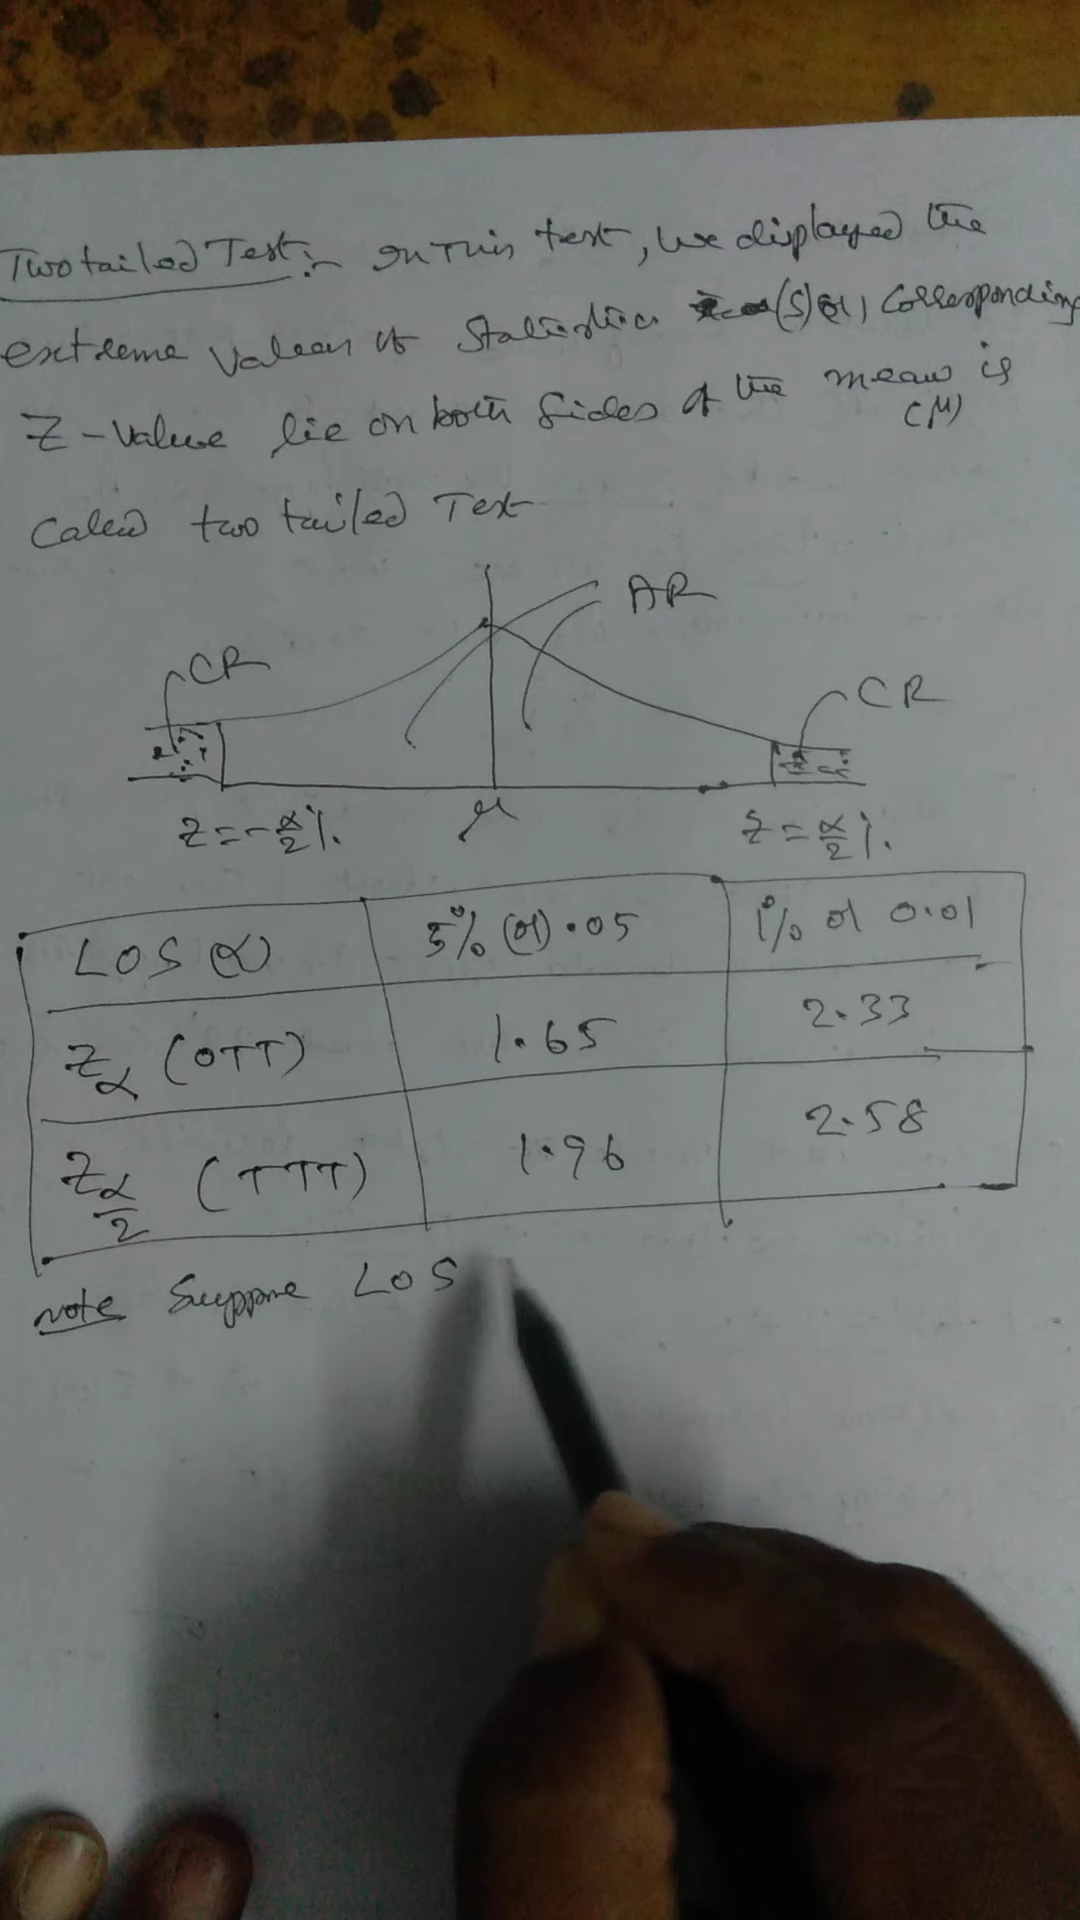 Two tailed Test:- In This test, we displayed the
extreme values of Statistics (S) or, corresponding
Z-value lie on both sides of the mean is
(μ)
Called two tailed Test
AR
CR
CR
Z=-α/2%.
μ
Z=α/2%.
LOS (α) 5% (or) .05 1% or 0.01
Zα (OTT) 1.65 2.33
Zα/2 (TTT) 1.96 2.58
note Suppose LOS